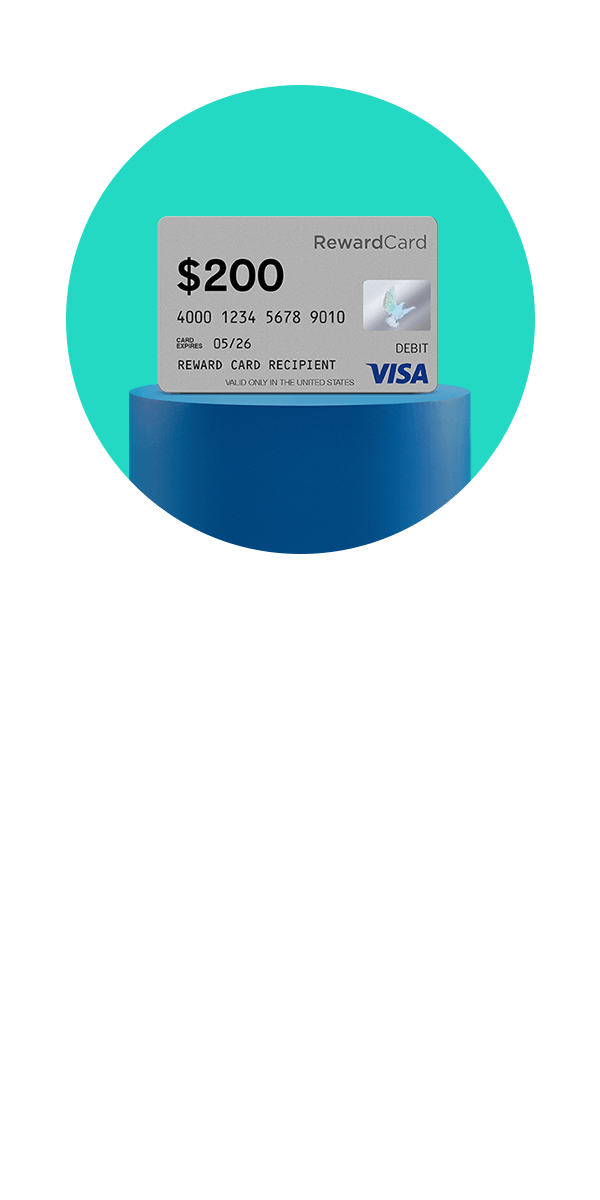 RewardCard
$200
4000 1234 5678 9010
CARD EXPIRES 05/26
DEBIT
REWARD CARD RECIPIENT
VISA
VALID ONLY IN THE UNITED STATES